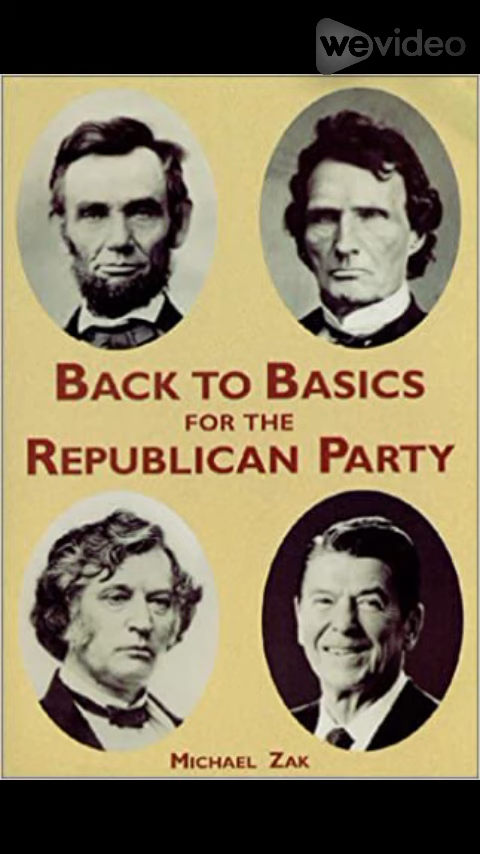 wevideo
BACK TO BASICS
FOR THE
REPUBLICAN PARTY
MICHAEL ZAK